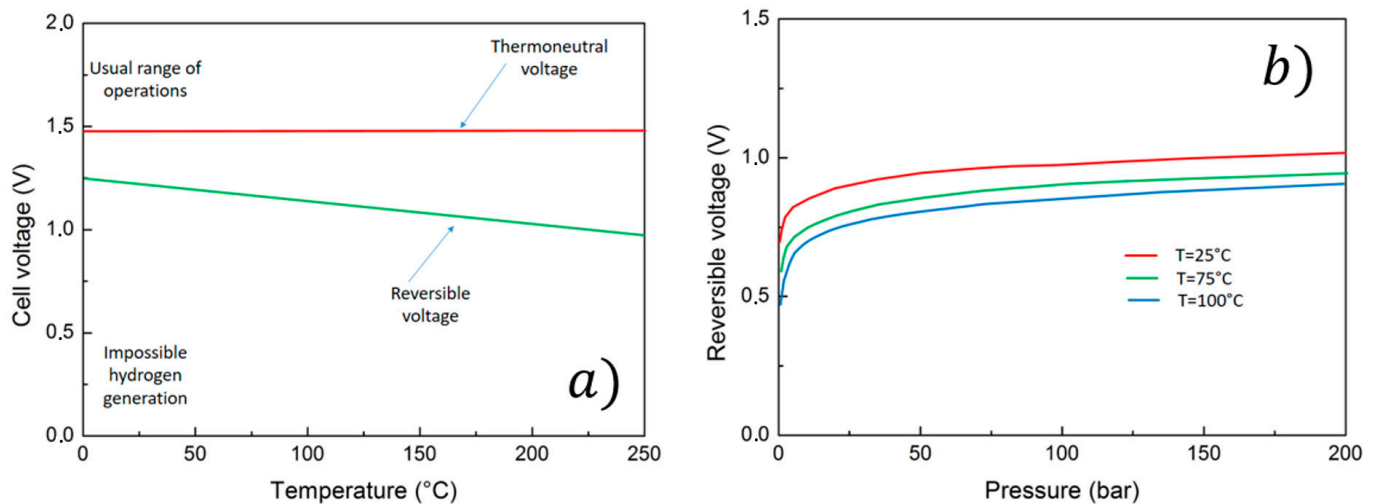 2.0
1.5
1.0
0.5
0.0
Cell voltage (V)
Usual range of
operations
Thermoneutral
voltage
Reversible
voltage
Impossible
hydrogen
generation
a)
0
50
100
150
200
250
Temperature (°C)
1.5
1.0
0.5
0.0
Reversible voltage (V)
b)
T=25°C
T=75°C
T=100°C
0
50
100
150
200
Pressure (bar)